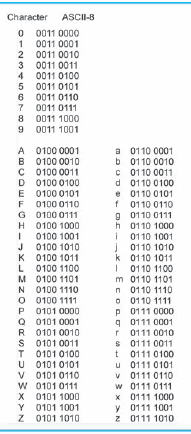 Character ASCII-8
0 0011 0000
1 0011 0001
2 0011 0010
3 0011 0011
4 0011 0100
5 0011 0101
6 0011 0110
7 0011 0111
8 0011 1000
9 0011 1001
A 0100 0001 a 0110 0001
B 0100 0010 b 0110 0010
C 0100 0011 c 0110 0011
D 0100 0100 d 0110 0100
E 0100 0101 e 0110 0101
F 0100 0110 f 0110 0110
G 0100 0111 g 0110 0111
H 0100 1000 h 0110 1000
I 0100 1001 i 0110 1001
J 0100 1010 j 0110 1010
K 0100 1011 k 0110 1011
L 0100 1100 l 0110 1100
M 0100 1101 m 0110 1101
N 0100 1110 n 0110 1110
O 0100 1111 o 0110 1111
P 0101 0000 p 0111 0000
Q 0101 0001 q 0111 0001
R 0101 0010 r 0111 0010
S 0101 0011 s 0111 0011
T 0101 0100 t 0111 0100
U 0101 0101 u 0111 0101
V 0101 0110 v 0111 0110
W 0101 0111 w 0111 0111
X 0101 1000 x 0111 1000
Y 0101 1001 y 0111 1001
Z 0101 1010 z 0111 1010